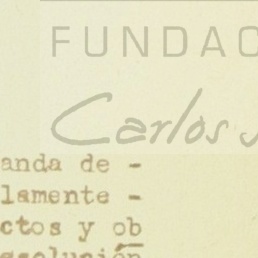 FUNDAC
Carlos
anda de -
lamente -
ctos y ob